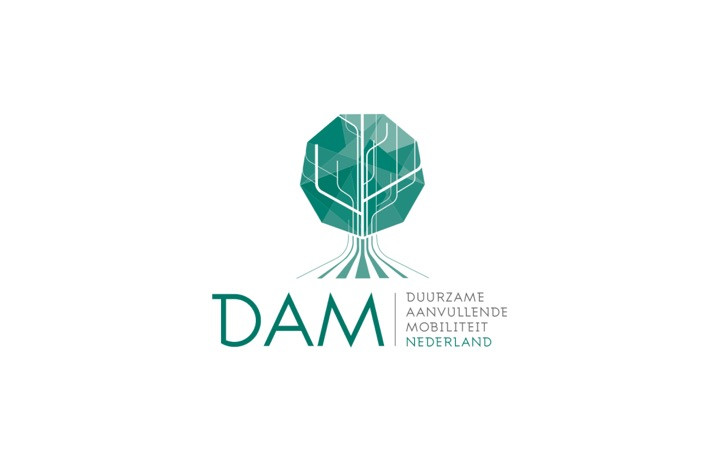 DAM
DUURZAME
AANVULLENDE
MOBILITEIT
NEDERLAND